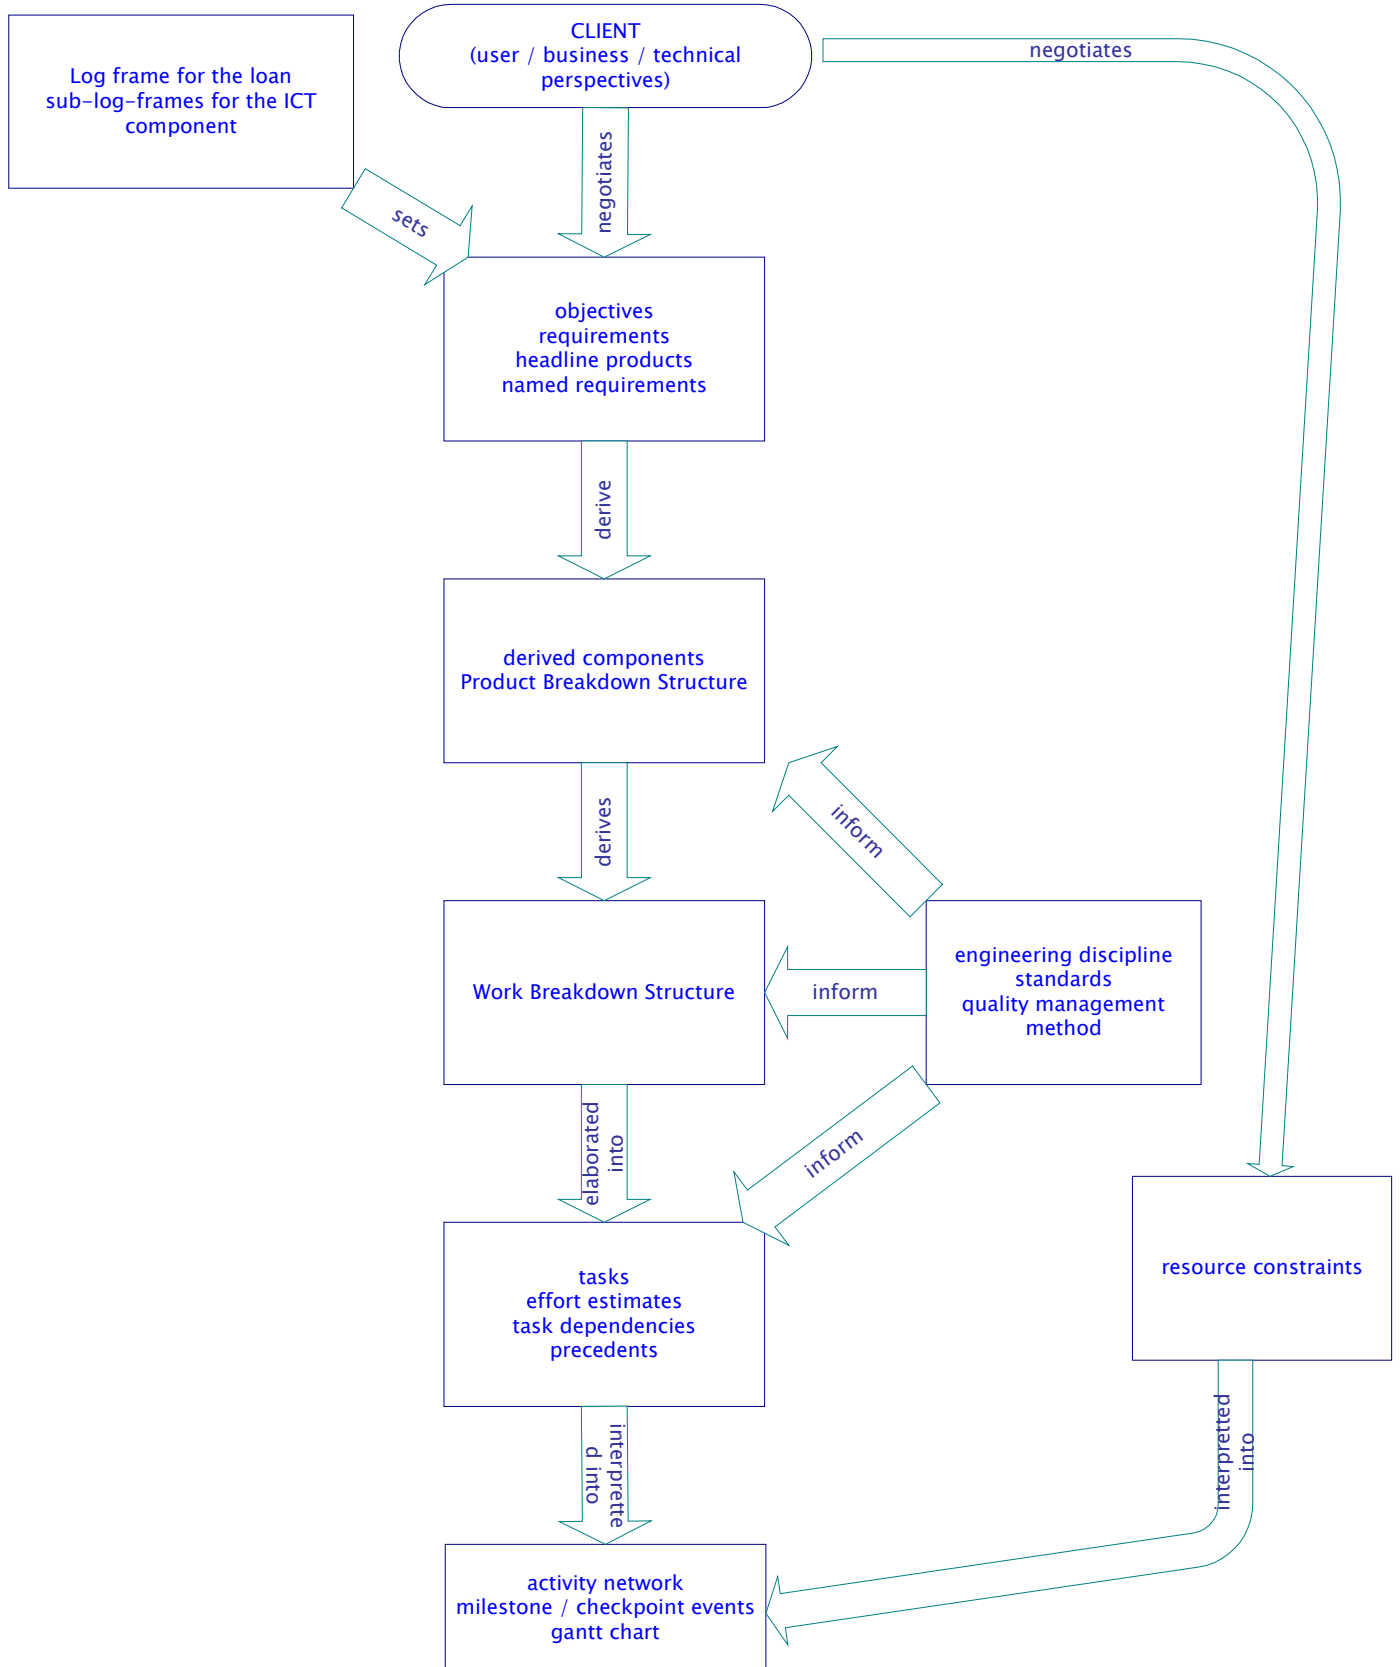 Log frame for the loan
sub-log-frames for the ICT
component
CLIENT
(user / business / technical
perspectives)
negotiates
negotiates
sets
objectives
requirements
headline products
named requirements
derive
derived components
Product Breakdown Structure
derives
inform
Work Breakdown Structure
inform
engineering discipline
standards
quality management
method
elaborated
into
inform
tasks
effort estimates
task dependencies
precedents
resource constraints
interprette
d into
interpretted
into
activity network
milestone / checkpoint events
gantt chart